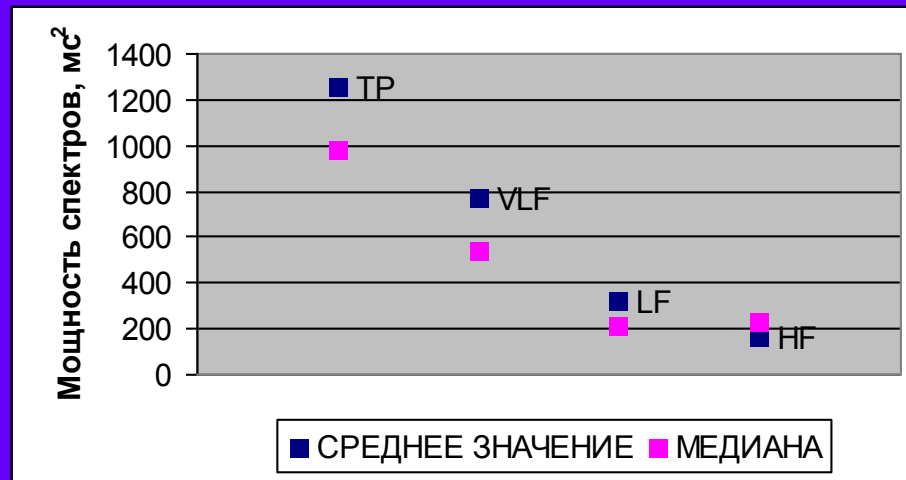 Мощность спектров, мс²
1400
1200
1000
800
600
400
200
0
TP
VLF
LF
HF
СРЕДНЕЕ ЗНАЧЕНИЕ
МЕДИАНА